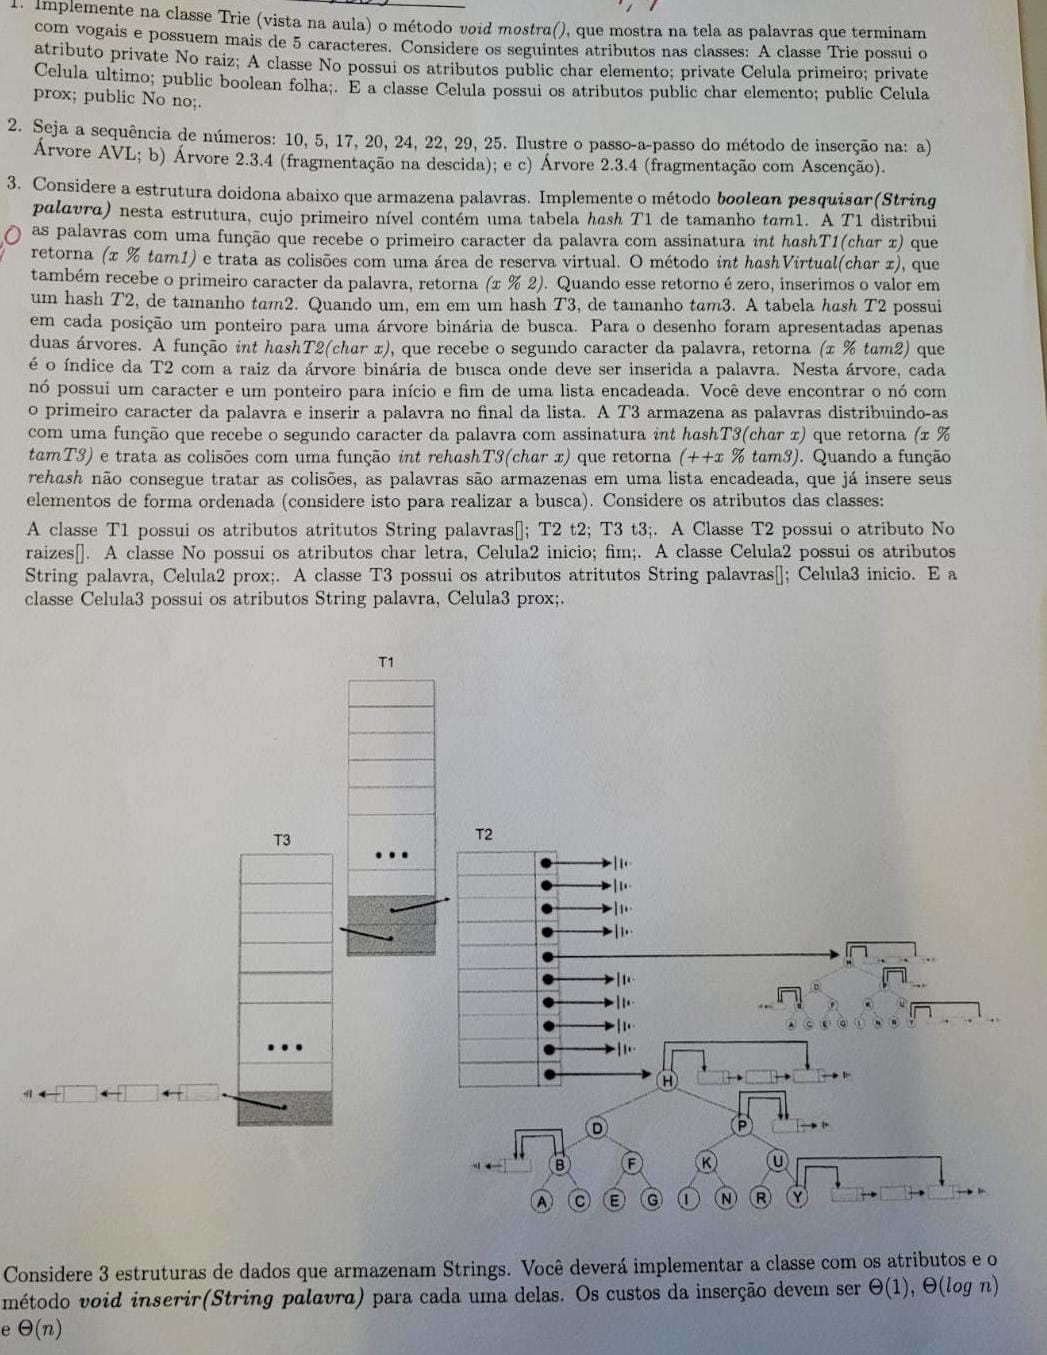 1. Implemente na classe Trie (vista na aula) o método void mostra(), que mostra na tela as palavras que terminam
com vogais e possuem mais de 5 caracteres. Considere os seguintes atributos nas classes: A classe Trie possui o
atributo private No raiz; A classe No possui os atributos public char elemento; private Celula primeiro; private
Celula ultimo; public boolean folha;. E a classe Celula possui os atributos public char elemento; public Celula
prox; public No no;.
2. Seja a sequência de números: 10, 5, 17, 20, 24, 22, 29, 25. Ilustre o passo-a-passo do método de inserção na: a)
Árvore AVL; b) Árvore 2.3.4 (fragmentação na descida); e c) Árvore 2.3.4 (fragmentação com Ascenção).
3. Considere a estrutura doidona abaixo que armazena palavras. Implemente o método boolean pesquisar(String
palavra) nesta estrutura, cujo primeiro nível contém uma tabela hash T1 de tamanho tam1. A T1 distribui
as palavras com uma função que recebe o primeiro caracter da palavra com assinatura int hashT1(char x) que
retorna (x % tam1) e trata as colisões com uma área de reserva virtual. O método int hashVirtual(char x), que
também recebe o primeiro caracter da palavra, retorna (x % 2). Quando esse retorno é zero, inserimos o valor em
um hash T2, de tamanho tam2. Quando um, em em um hash T3, de tamanho tam3. A tabela hash T2 possui
em cada posição um ponteiro para uma árvore binária de busca. Para o desenho foram apresentadas apenas
duas árvores. A função int hashT2(char x), que recebe o segundo caracter da palavra, retorna (x % tam2) que
é o índice da T2 com a raiz da árvore binária de busca onde deve ser inserida a palavra. Nesta árvore, cada
nó possui um caracter e um ponteiro para início e fim de uma lista encadeada. Você deve encontrar o nó com
o primeiro caracter da palavra e inserir a palavra no final da lista. A T3 armazena as palavras distribuindo-as
com uma função que recebe o segundo caracter da palavra com assinatura int hashT3(char x) que retorna (x %
tamT3) e trata as colisões com uma função int rehashT3(char x) que retorna (++x % tam3). Quando a função
rehash não consegue tratar as colisões, as palavras são armazenas em uma lista encadeada, que já insere seus
elementos de forma ordenada (considere isto para realizar a busca). Considere os atributos das classes:
A classe T1 possui os atributos atritutos String palavras[]; T2 t2; T3 t3;. A Classe T2 possui o atributo No
raizes[]. A classe No possui os atributos char letra, Celula2 inicio; fim;. A classe Celula2 possui os atributos
String palavra, Celula2 prox;. A classe T3 possui os atributos atritutos String palavras[]; Celula3 inicio. E a
classe Celula3 possui os atributos String palavra, Celula3 prox;.
T1
T3
T2
H
D P
B F K U
A C E G I N R Y
Considere 3 estruturas de dados que armazenam Strings. Você deverá implementar a classe com os atributos e o
método void inserir(String palavra) para cada uma delas. Os custos da inserção devem ser Θ(1), Θ(log n)
e Θ(n)